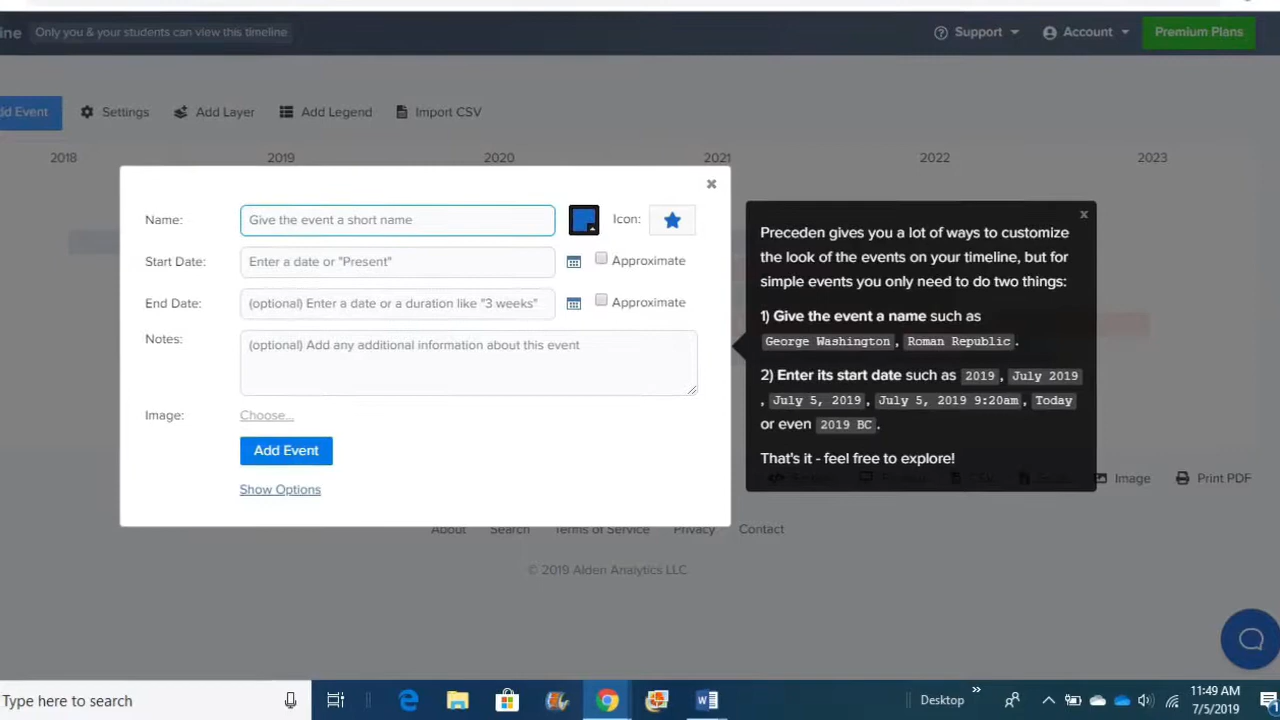 ine Only you & your students can view this timeline Support Account Premium Plans
dd Event Settings Add Layer Add Legend Import CSV
2018 2019 2020 2021 2022 2023
Name: Give the event a short name Icon:
Start Date: Enter a date or "Present" Approximate
End Date: (optional) Enter a date or a duration like "3 weeks" Approximate
Notes: (optional) Add any additional information about this event
Image: Choose...
Add Event
Show Options
x
Preceden gives you a lot of ways to customize
the look of the events on your timeline, but for
simple events you only need to do two things:
1) Give the event a name such as
George Washington, Roman Republic.
2) Enter its start date such as 2019, July 2019
, July 5, 2019, July 5, 2019 9:20am, Today
or even 2019 BC.
That's it - feel free to explore!
Image Print PDF
About Search Terms of Service Privacy Contact
© 2019 Alden Analytics LLC
Type here to search Desktop » 11:49 AM
7/5/2019